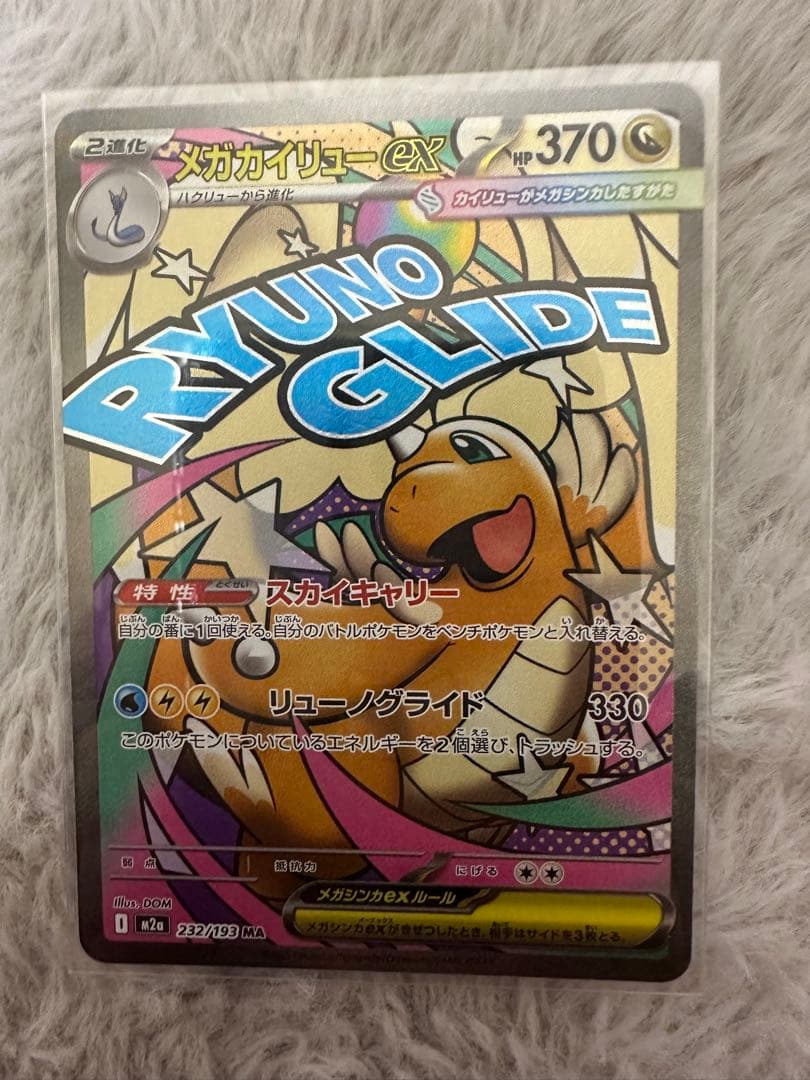 2進化
メガカイリューex
HP370
ハクリューから進化
カイリューがメガシンカしたすがた
RYUNO
GLIDE
特性 とくせい スカイキャリー
自分の番に1回使える。自分のバトルポケモンをベンチポケモンと入れ替える。
リューノグライド 330
このポケモンについているエネルギーを2個選び、トラッシュする。
弱点 抵抗力 にげる
Illus. DOM
メガシンカexルール
I m2a 232/193 MA
メガシンカexがきぜつしたとき、相手はサイドを3枚とる。